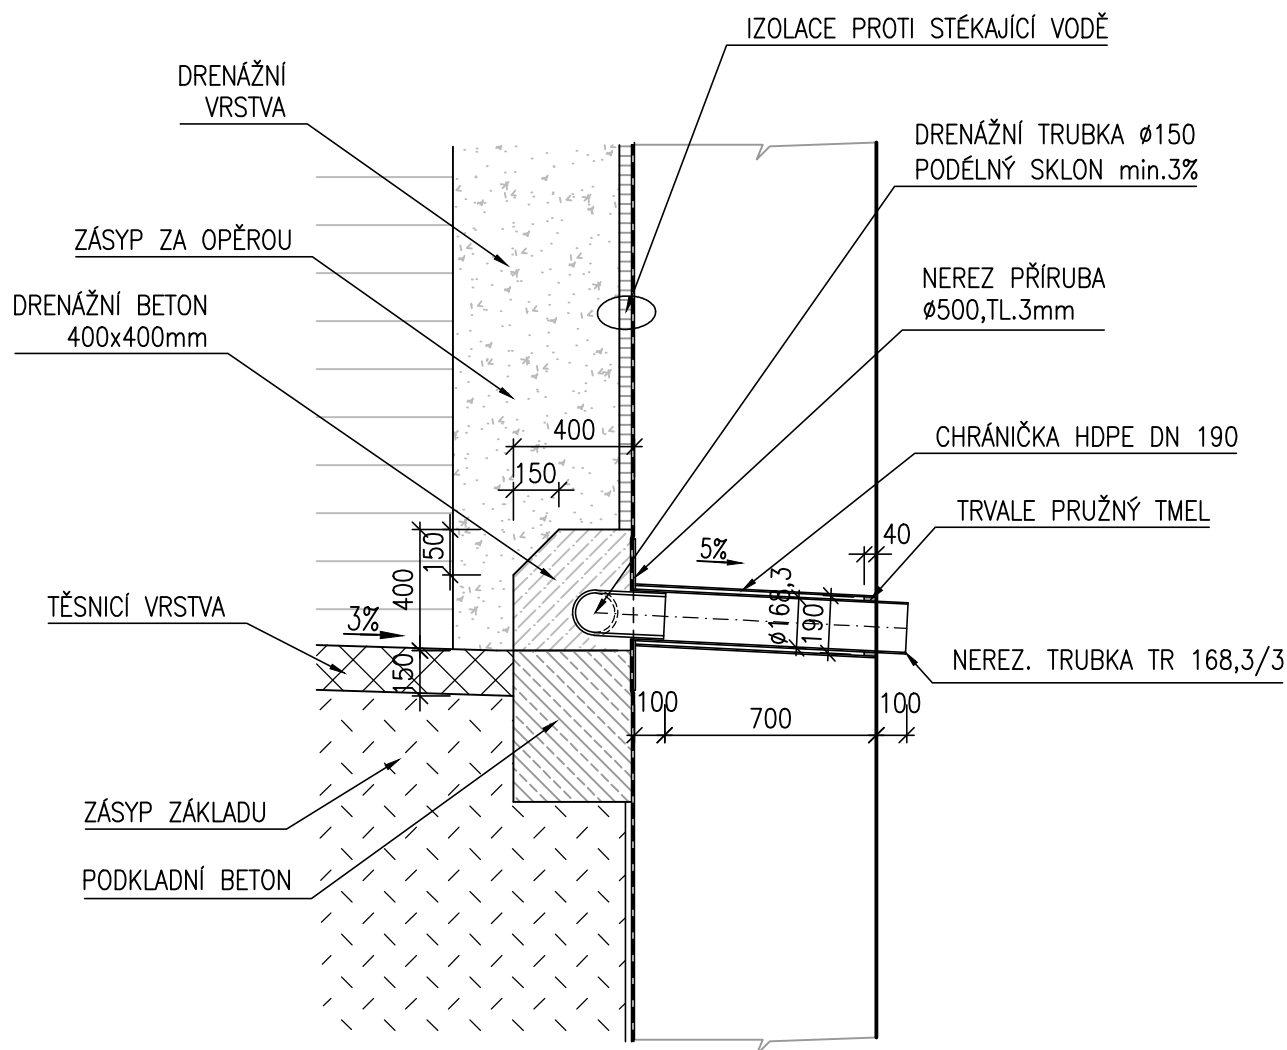 IZOLACE PROTI STÉKAJÍCÍ VODĚ
DRENÁŽNÍ
VRSTVA
DRENÁŽNÍ TRUBKA ø150
PODÉLNÝ SKLON min.3%
ZÁSYP ZA OPĚROU
NEREZ PŘÍRUBA
ø500,TL.3mm
DRENÁŽNÍ BETON
400x400mm
400
CHRÁNIČKA HDPE DN 190
150
TRVALE PRUŽNÝ TMEL
40
5%
150
400
ø168,3
190
TĚSNICÍ VRSTVA
3%
150
NEREZ. TRUBKA TR 168,3/3
100
700
100
ZÁSYP ZÁKLADU
PODKLADNÍ BETON